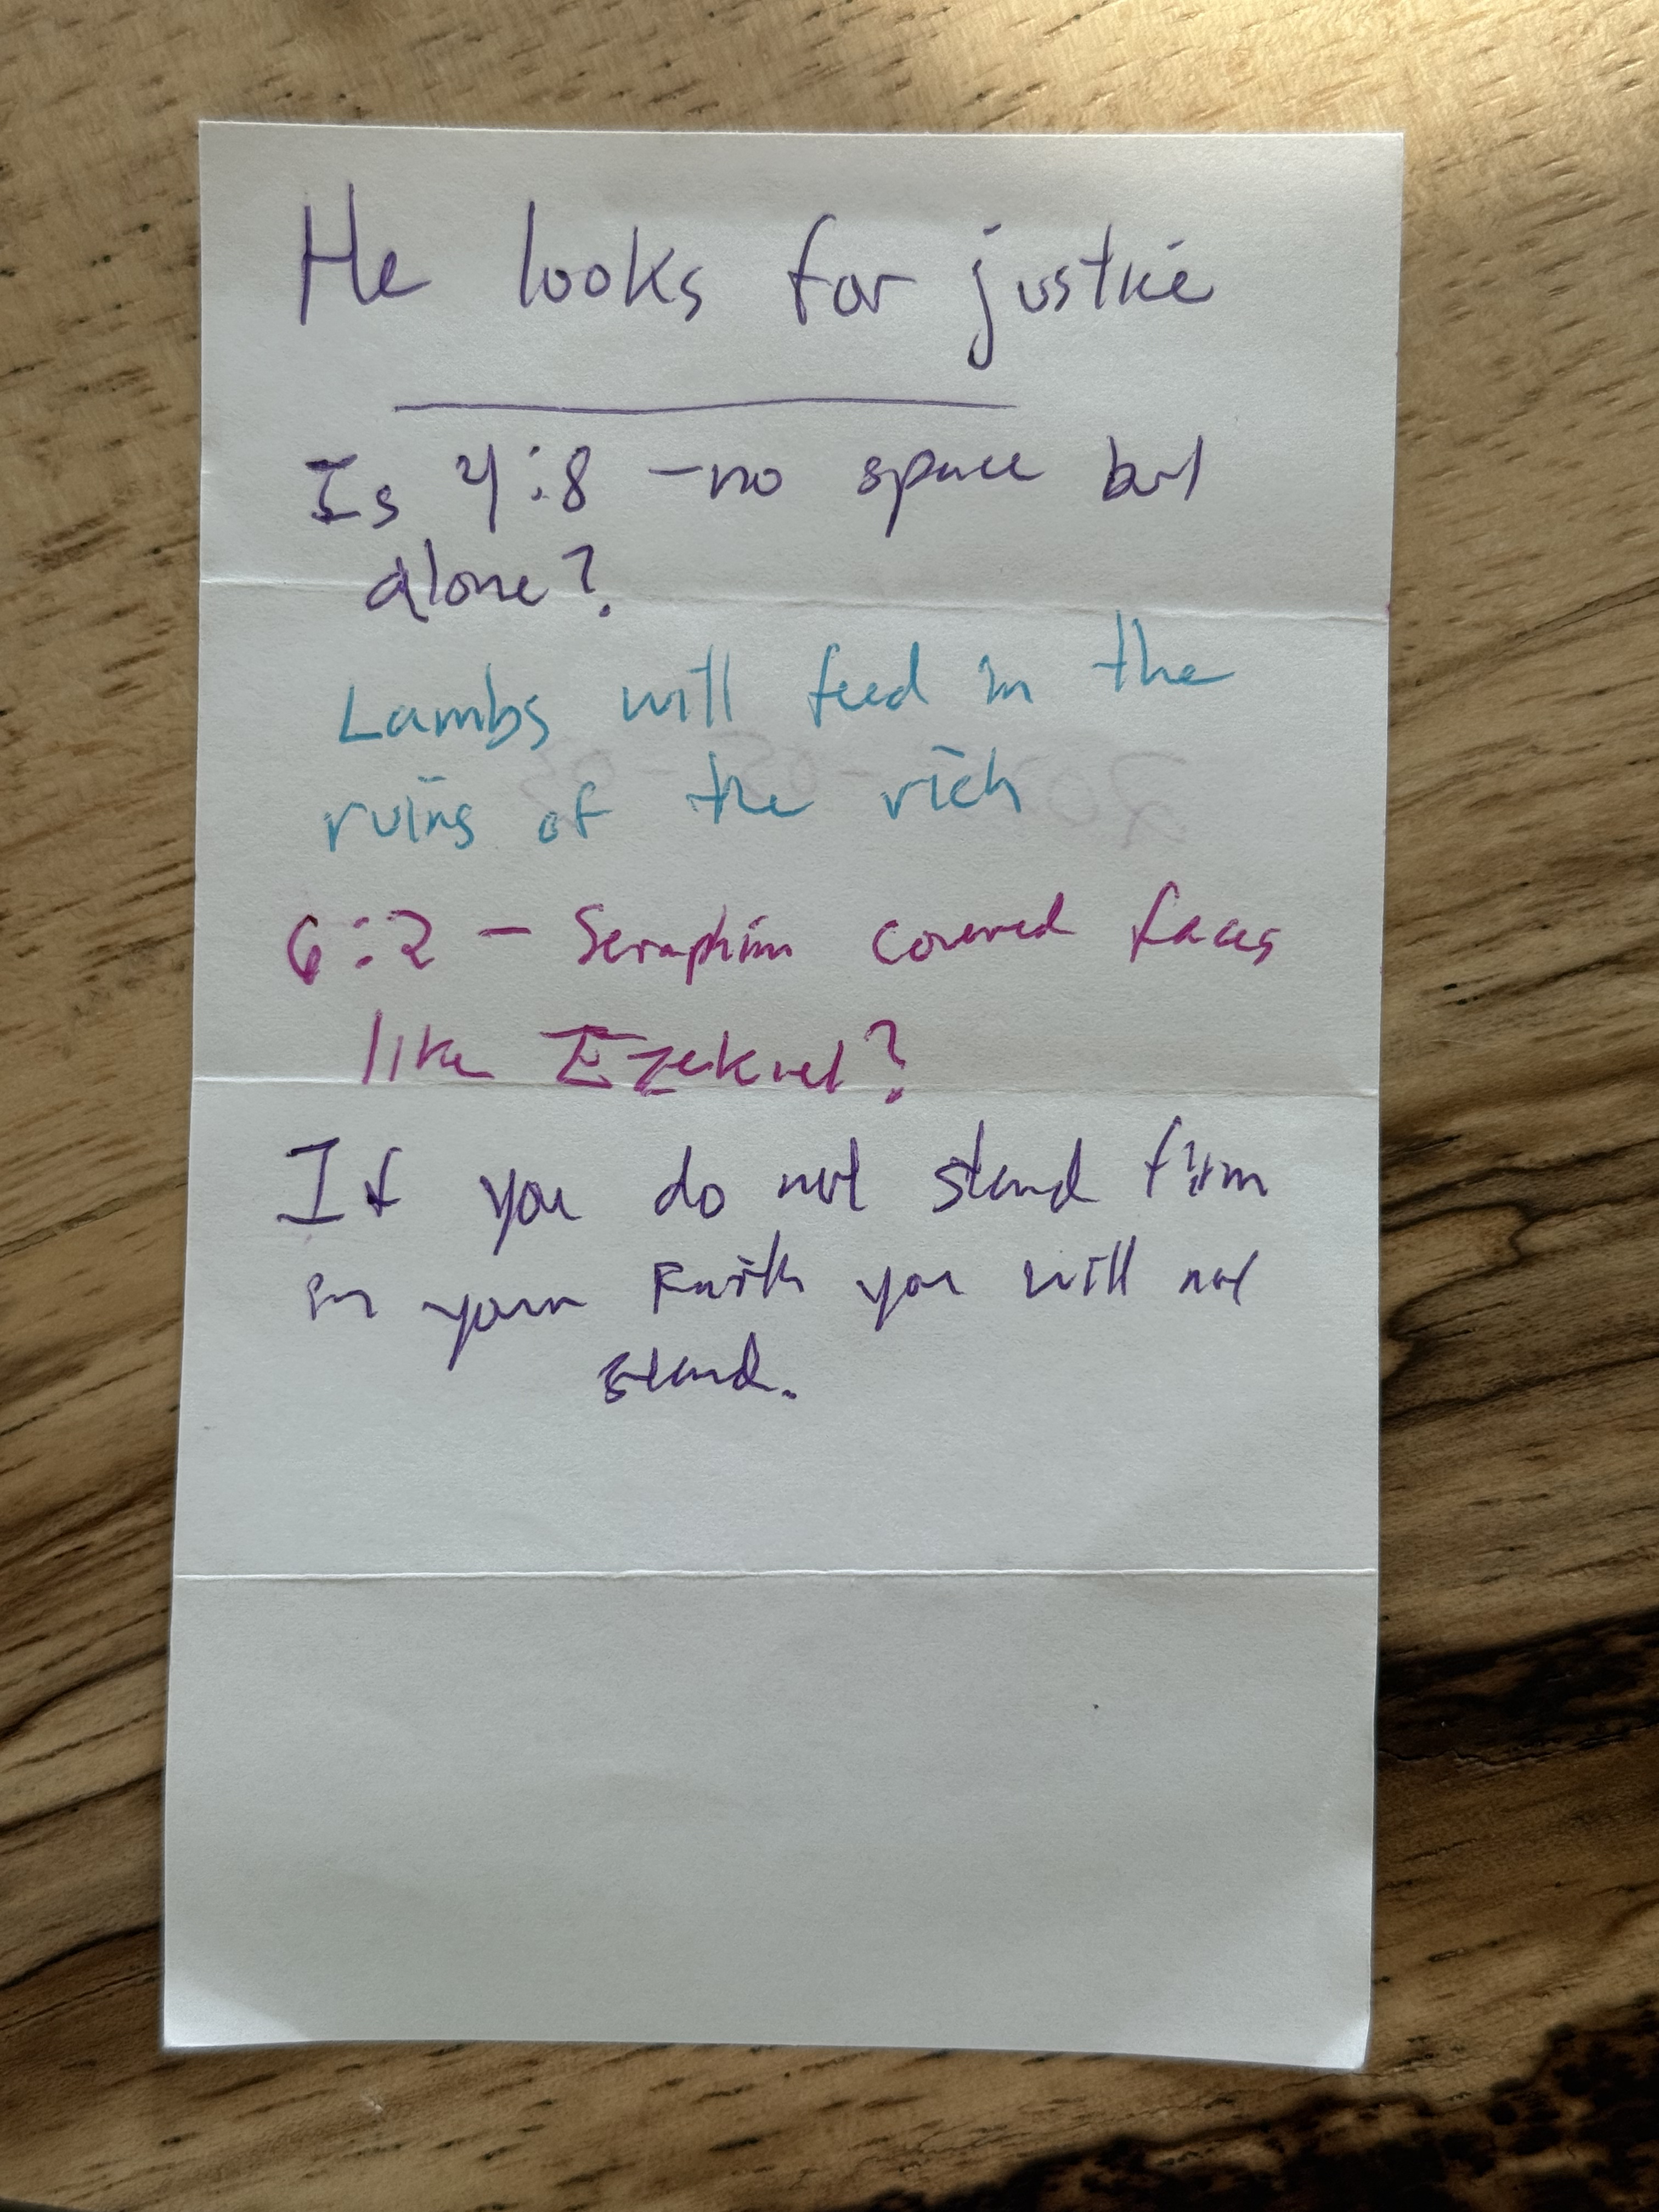 He looks for justice
Is 4:8 - no space but
alone?
Lambs will feed in the
ruins of the rich
6:2 - Seraphim covered faces
like Ezekiel?
If you do not stand firm
in your Faith you will not
stand.